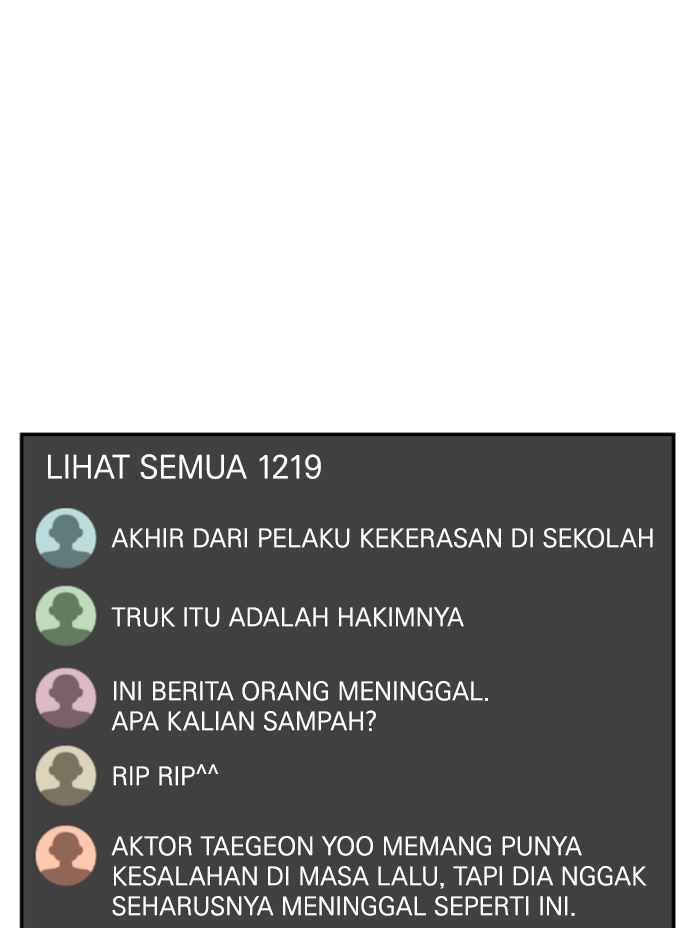 LIHAT SEMUA 1219
AKHIR DARI PELAKU KEKERASAN DI SEKOLAH
TRUK ITU ADALAH HAKIMNYA
INI BERITA ORANG MENINGGAL.
APA KALIAN SAMPAH?
RIP RIP^^
AKTOR TAEGEON YOO MEMANG PUNYA
KESALAHAN DI MASA LALU, TAPI DIA NGGAK
SEHARUSNYA MENINGGAL SEPERTI INI.